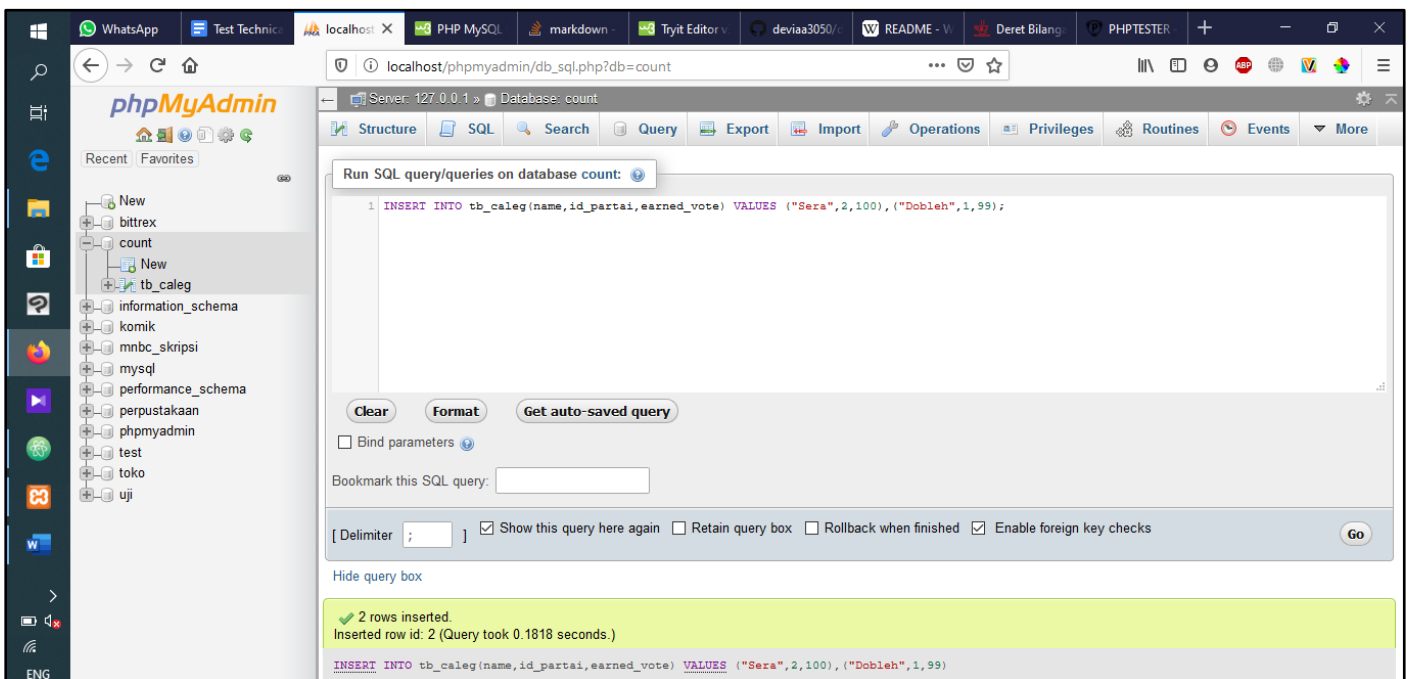 WhatsApp
Test Technica
localhost
PHP MySQL
markdown -
Tryit Editor v
deviaa3050/c
W README - W
Deret Bilanga
PHPTESTER -
localhost/phpmyadmin/db_sql.php?db=count
ABP
phpMyAdmin
Recent Favorites
New
bittrex
count
New
tb_caleg
information_schema
komik
mnbc_skripsi
mysql
performance_schema
perpustakaan
phpmyadmin
test
toko
uji
Server: 127.0.0.1 » Database: count
Structure SQL Search Query Export Import Operations Privileges Routines Events More
Run SQL query/queries on database count:
1 INSERT INTO tb_caleg(name,id_partai,earned_vote) VALUES ("Sera",2,100),("Dobleh",1,99);
Clear Format Get auto-saved query
Bind parameters
Bookmark this SQL query:
[ Delimiter ; ] Show this query here again Retain query box Rollback when finished Enable foreign key checks Go
Hide query box
2 rows inserted.
Inserted row id: 2 (Query took 0.1818 seconds.)
INSERT INTO tb_caleg(name,id_partai,earned_vote) VALUES ("Sera",2,100),("Dobleh",1,99)
ENG